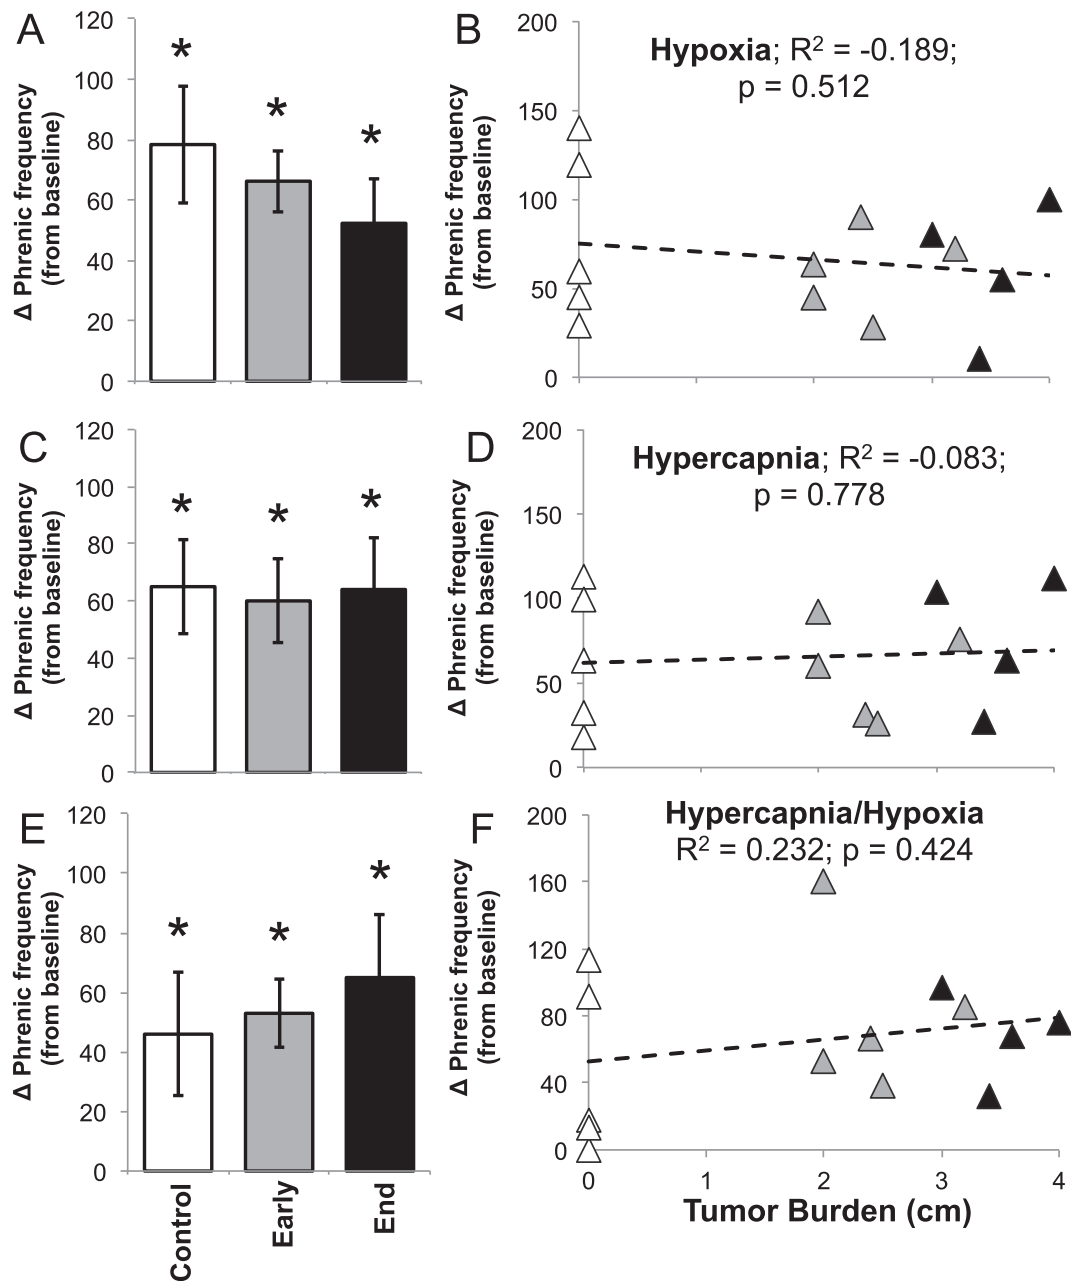 A
120
100
80
60
40
20
0
Δ Phrenic frequency
(from baseline)
*
*
*
B
200
150
100
50
0
Δ Phrenic frequency
(from baseline)
Hypoxia; R² = -0.189;
p = 0.512
C
120
100
80
60
40
20
0
Δ Phrenic frequency
(from baseline)
*
*
*
D
200
150
100
50
0
Δ Phrenic frequency
(from baseline)
Hypercapnia; R² = -0.083;
p = 0.778
E
120
100
80
60
40
20
0
Δ Phrenic frequency
(from baseline)
*
*
*
Control
Early
End
F
200
160
120
80
40
0
Δ Phrenic frequency
(from baseline)
Hypercapnia/Hypoxia
R² = 0.232; p = 0.424
0 1 2 3 4
Tumor Burden (cm)